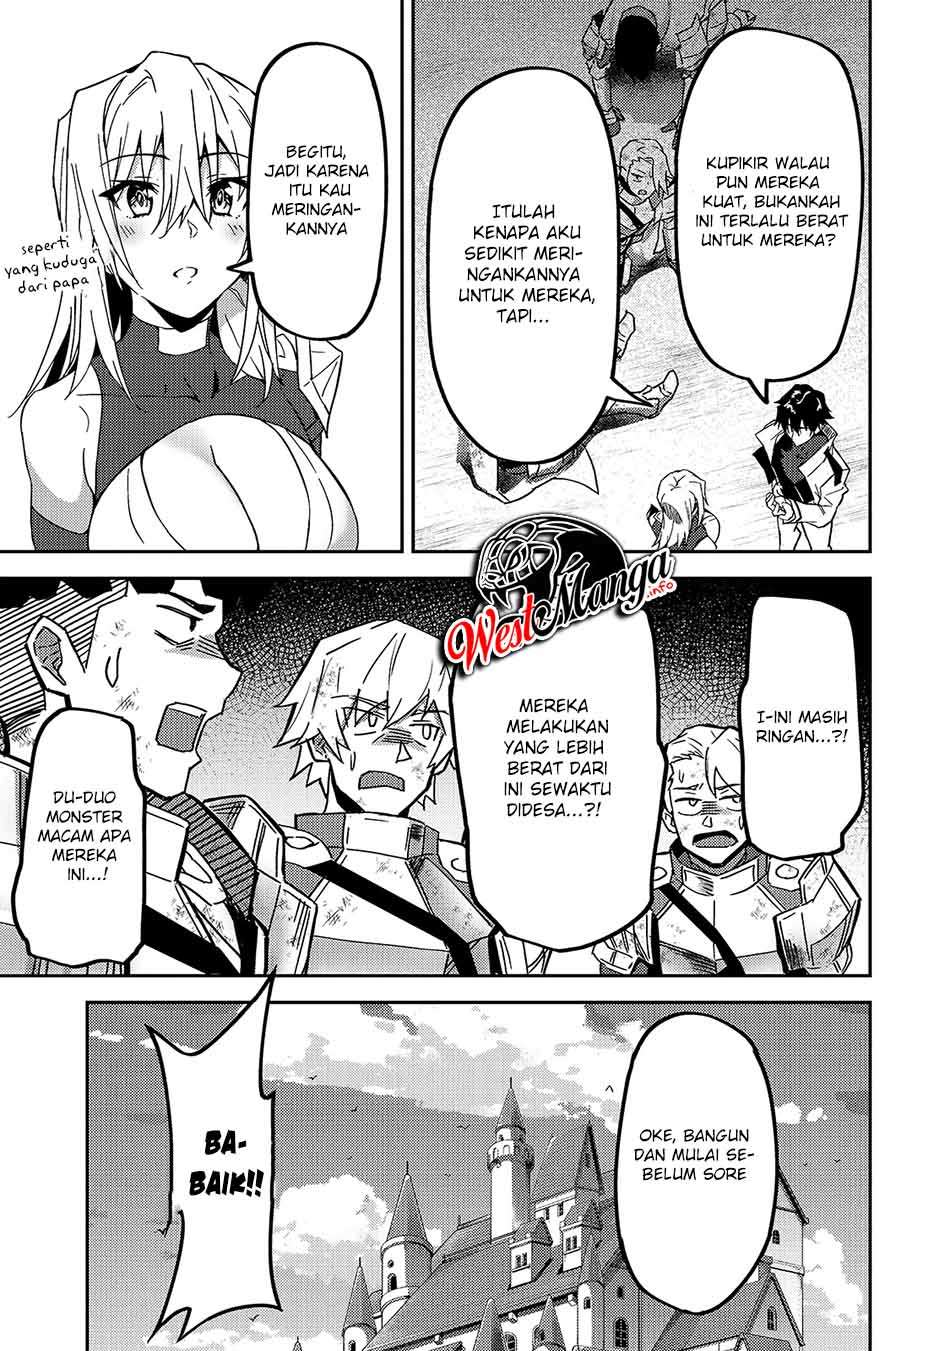 KUPIKIR WALAU
PUN MEREKA
KUAT, BUKANKAH
INI TERLALU BERAT
UNTUK MEREKA?
ITULAH
KENAPA AKU
SEDIKIT MERI-
NGANKANNYA
UNTUK MEREKA,
TAPI...
BEGITU,
JADI KARENA
ITU KAU
MERINGAN-
KANNYA
seperti
yang kuduga
dari papa
WestManga
.info
I-INI MASIH
RINGAN...?!
MEREKA
MELAKUKAN
YANG LEBIH
BERAT DARI
INI SEWAKTU
DIDESA...?!
DU-DUO
MONSTER
MACAM APA
MEREKA
INI...!
OKE, BANGUN
DAN MULAI SE-
BELUM SORE
BA-
BAIK!!